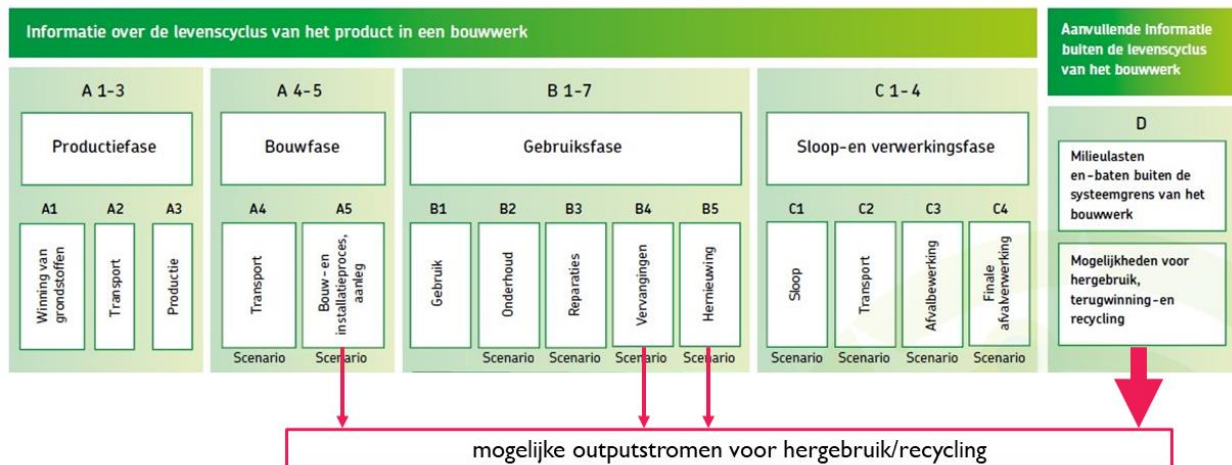 Informatie over de levenscyclus van het product in een bouwwerk
Aanvullende informatie
buiten de levenscyclus
van het bouwwerk
A 1-3
Productiefase
A1
A2
A3
Winning van
grondstoffen
Transport
Productie
A 4-5
Bouwfase
A4
A5
Transport
Bouw- en
installatieproces,
aanleg
Scenario
Scenario
B 1-7
Gebruiksfase
B1
B2
B3
B4
B5
Gebruik
Onderhoud
Reparaties
Vervangingen
Hernieuwing
Scenario
Scenario
Scenario
Scenario
C 1-4
Sloop-en verwerkingsfase
C1
C2
C3
C4
Sloop
Transport
Afvalbewerking
Finale
afvalverwerking
Scenario
Scenario
Scenario
Scenario
D
Milieulasten
en-baten buiten de
systeemgrens van het
bouwwerk
Mogelijkheden voor
hergebruik,
terugwinning-en
recycling
mogelijke outputstromen voor hergebruik/recycling